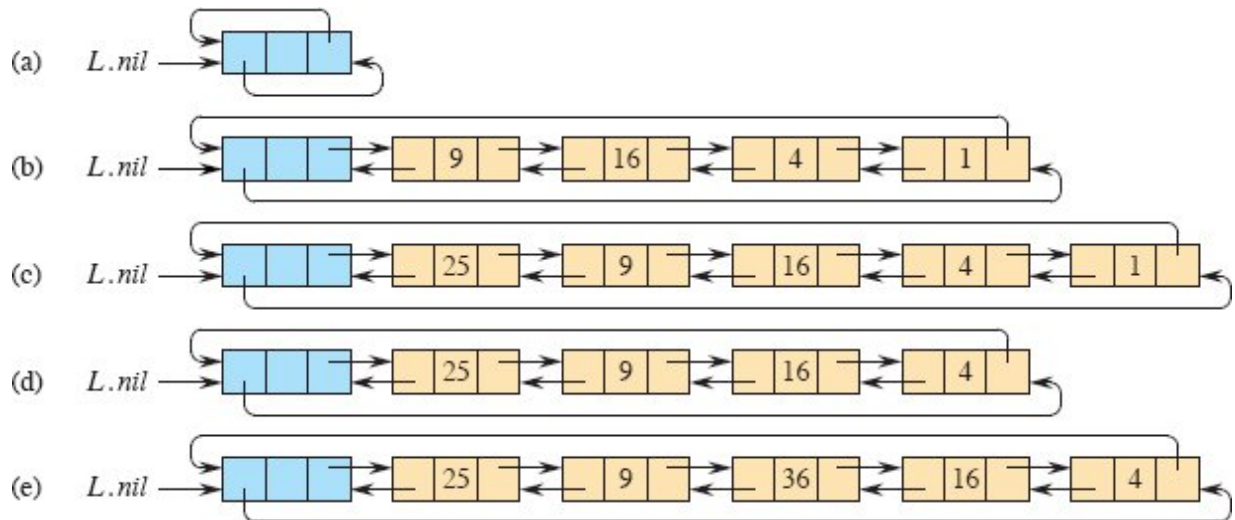 (a) L.nil
(b) L.nil 9 16 4 1
(c) L.nil 25 9 16 4 1
(d) L.nil 25 9 16 4
(e) L.nil 25 9 36 16 4